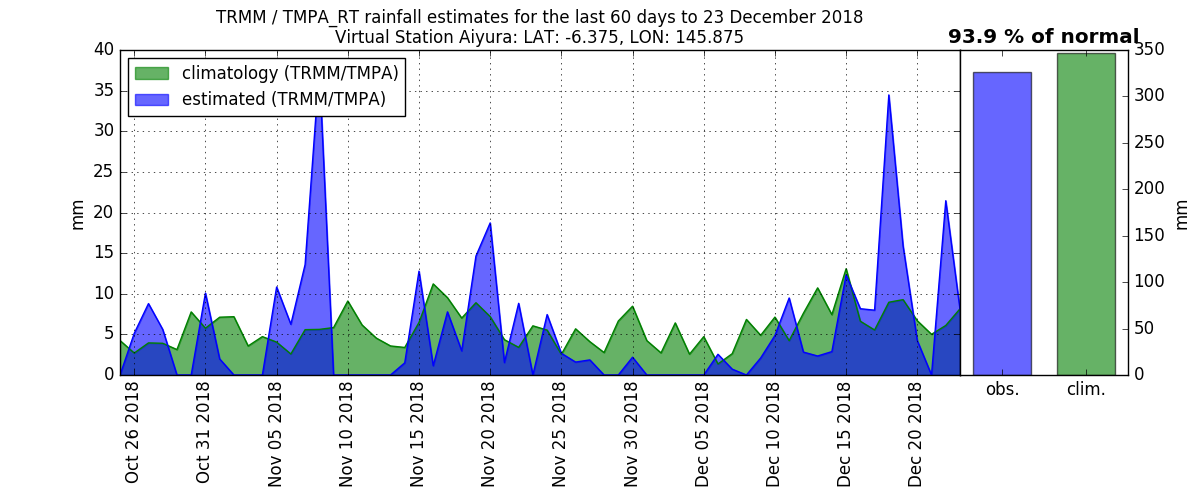 TRMM / TMPA_RT rainfall estimates for the last 60 days to 23 December 2018
Virtual Station Aiyura: LAT: -6.375, LON: 145.875
93.9 % of normal
climatology (TRMM/TMPA)
estimated (TRMM/TMPA)
mm
40
35
30
25
20
15
10
5
0
Oct 26 2018
Oct 31 2018
Nov 05 2018
Nov 10 2018
Nov 15 2018
Nov 20 2018
Nov 25 2018
Nov 30 2018
Dec 05 2018
Dec 10 2018
Dec 15 2018
Dec 20 2018
obs.
clim.
350
300
250
200
150
100
50
0
mm